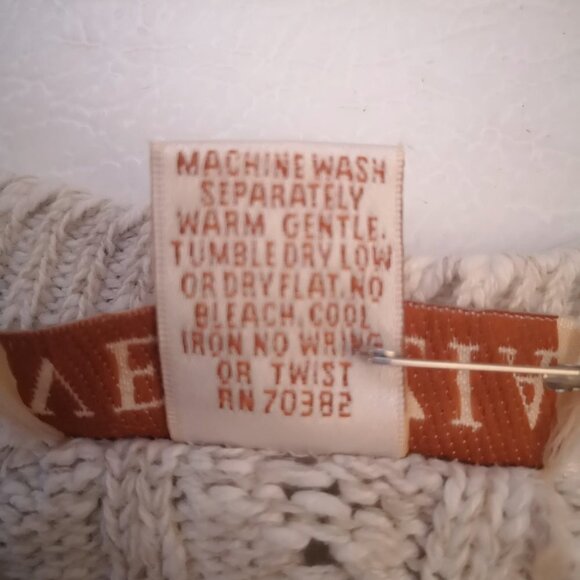 MACHINE WASH
SEPARATELY
WARM GENTLE.
TUMBLE DRY LOW
OR DRY FLAT. NO
BLEACH. COOL
IRON NO WRING
OR TWIST
RN 70382